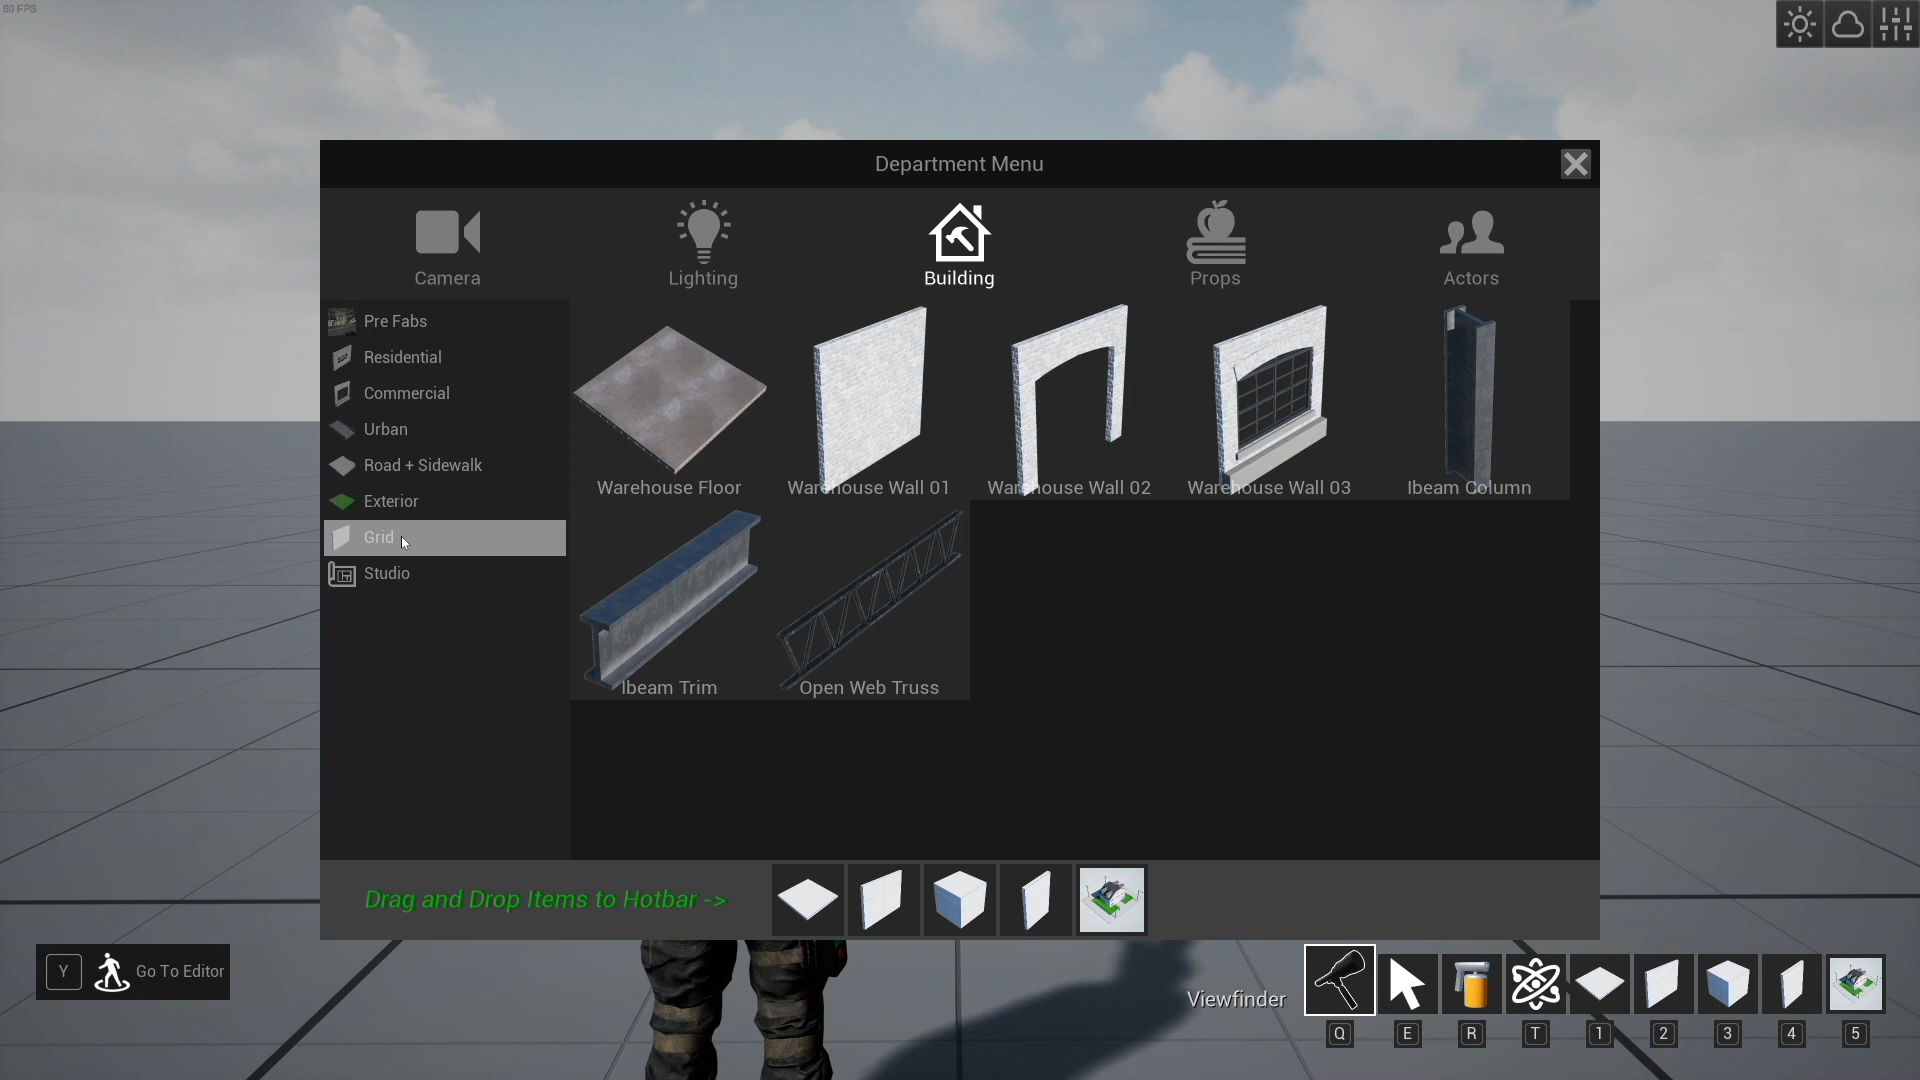 60 FPS
Department Menu
Camera
Lighting
Building
Props
Actors
Pre Fabs
Residential
Commercial
Urban
Road + Sidewalk
Exterior
Grid
Studio
Warehouse Floor
Warehouse Wall 01
Warehouse Wall 02
Warehouse Wall 03
Ibeam Column
Ibeam Trim
Open Web Truss
Drag and Drop Items to Hotbar ->
Y Go To Editor
Viewfinder
Q E R T 1 2 3 4 5